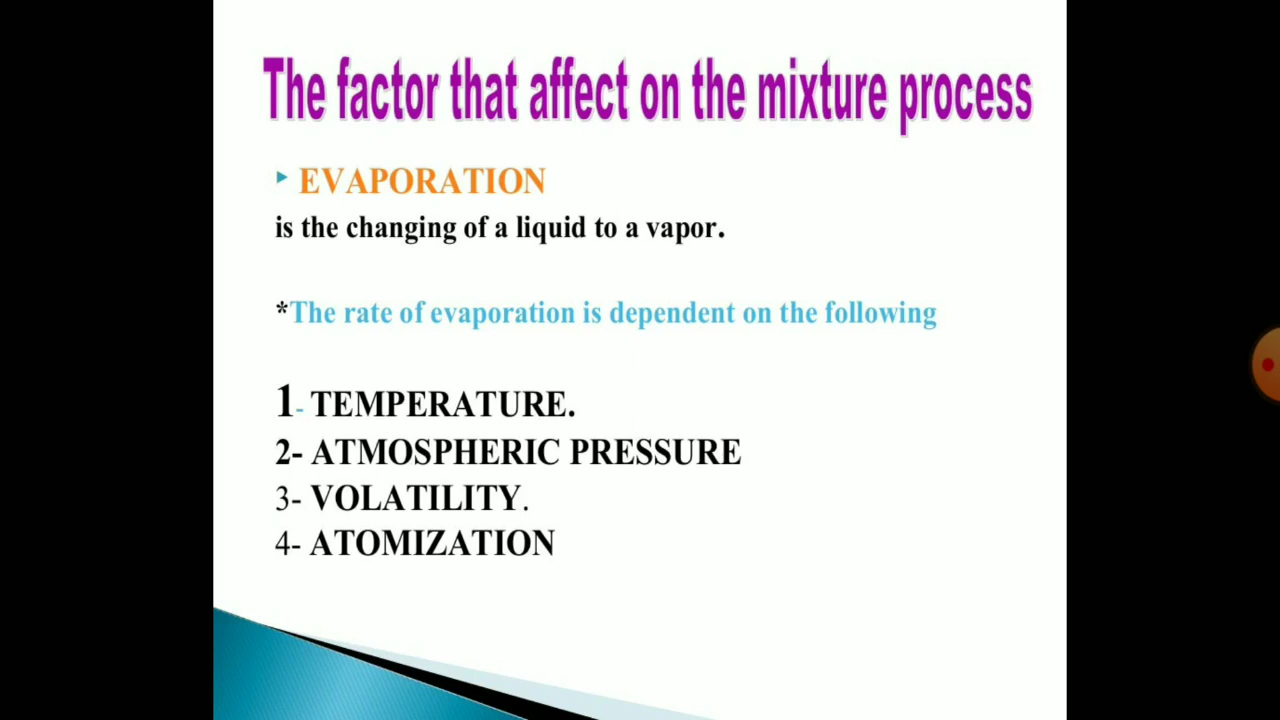 The factor that affect on the mixture process
EVAPORATION
is the changing of a liquid to a vapor.
*The rate of evaporation is dependent on the following
1- TEMPERATURE.
2- ATMOSPHERIC PRESSURE
3- VOLATILITY.
4- ATOMIZATION